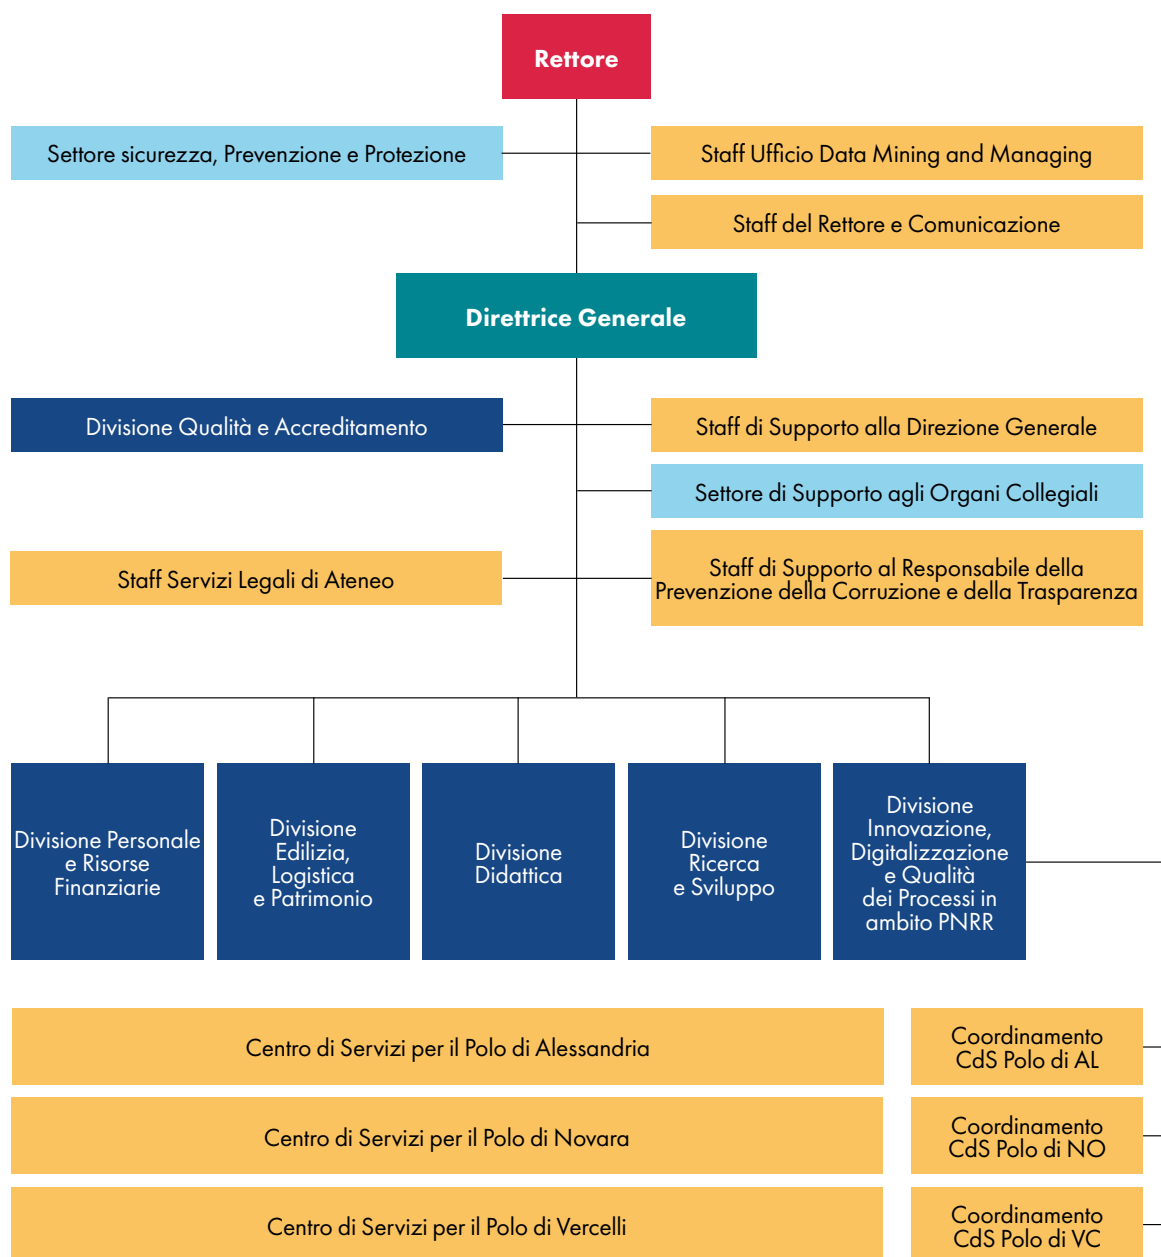 Rettore
Settore sicurezza, Prevenzione e Protezione
Staff Ufficio Data Mining and Managing
Staff del Rettore e Comunicazione
Direttrice Generale
Divisione Qualità e Accreditamento
Staff di Supporto alla Direzione Generale
Settore di Supporto agli Organi Collegiali
Staff Servizi Legali di Ateneo
Staff di Supporto al Responsabile della
Prevenzione della Corruzione e della Trasparenza
Divisione Personale
e Risorse
Finanziarie
Divisione
Edilizia,
Logistica
e Patrimonio
Divisione
Didattica
Divisione
Ricerca
e Sviluppo
Divisione
Innovazione,
Digitalizzazione
e Qualità
dei Processi in
ambito PNRR
Centro di Servizi per il Polo di Alessandria
Coordinamento
CdS Polo di AL
Centro di Servizi per il Polo di Novara
Coordinamento
CdS Polo di NO
Centro di Servizi per il Polo di Vercelli
Coordinamento
CdS Polo di VC